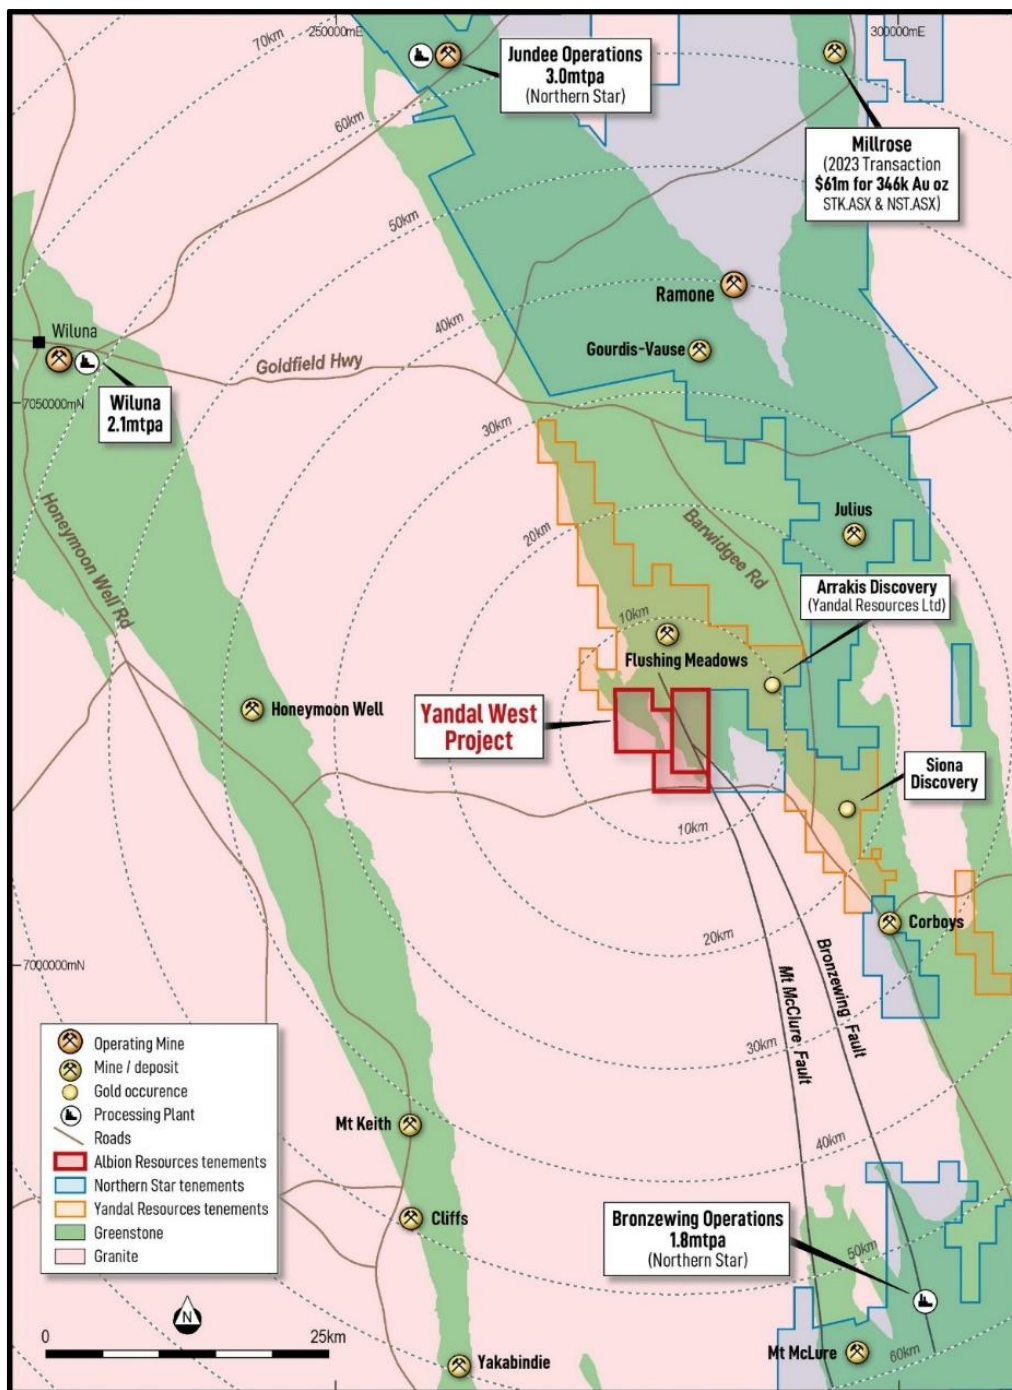 250000mE
300000mE
70km
Jundee Operations
3.0mtpa
(Northern Star)
60km
Millrose
(2023 Transaction
$61m for 346k Au oz
STK.ASX & NST.ASX)
50km
Ramone
40km
Wiluna
Gourdis-Vause
Goldfield Hwy
Wiluna
2.1mtpa
7050000mN
30km
Honeymoon Well Rd
20km
Barwidgee Rd
Julius
Arrakis Discovery
(Yandal Resources Ltd)
10km
Flushing Meadows
Honeymoon Well
Yandal West
Project
Siona
Discovery
10km
20km
Corboys
7000000mN
Mt McClure Fault
Bronzewing Fault
30km
Operating Mine
Mine / deposit
Gold occurence
Processing Plant
Roads
Albion Resources tenements
Northern Star tenements
Yandal Resources tenements
Greenstone
Granite
Mt Keith
40km
Cliffs
Bronzewing Operations
1.8mtpa
(Northern Star)
50km
N
0
25km
Yakabindie
Mt McLure
60km